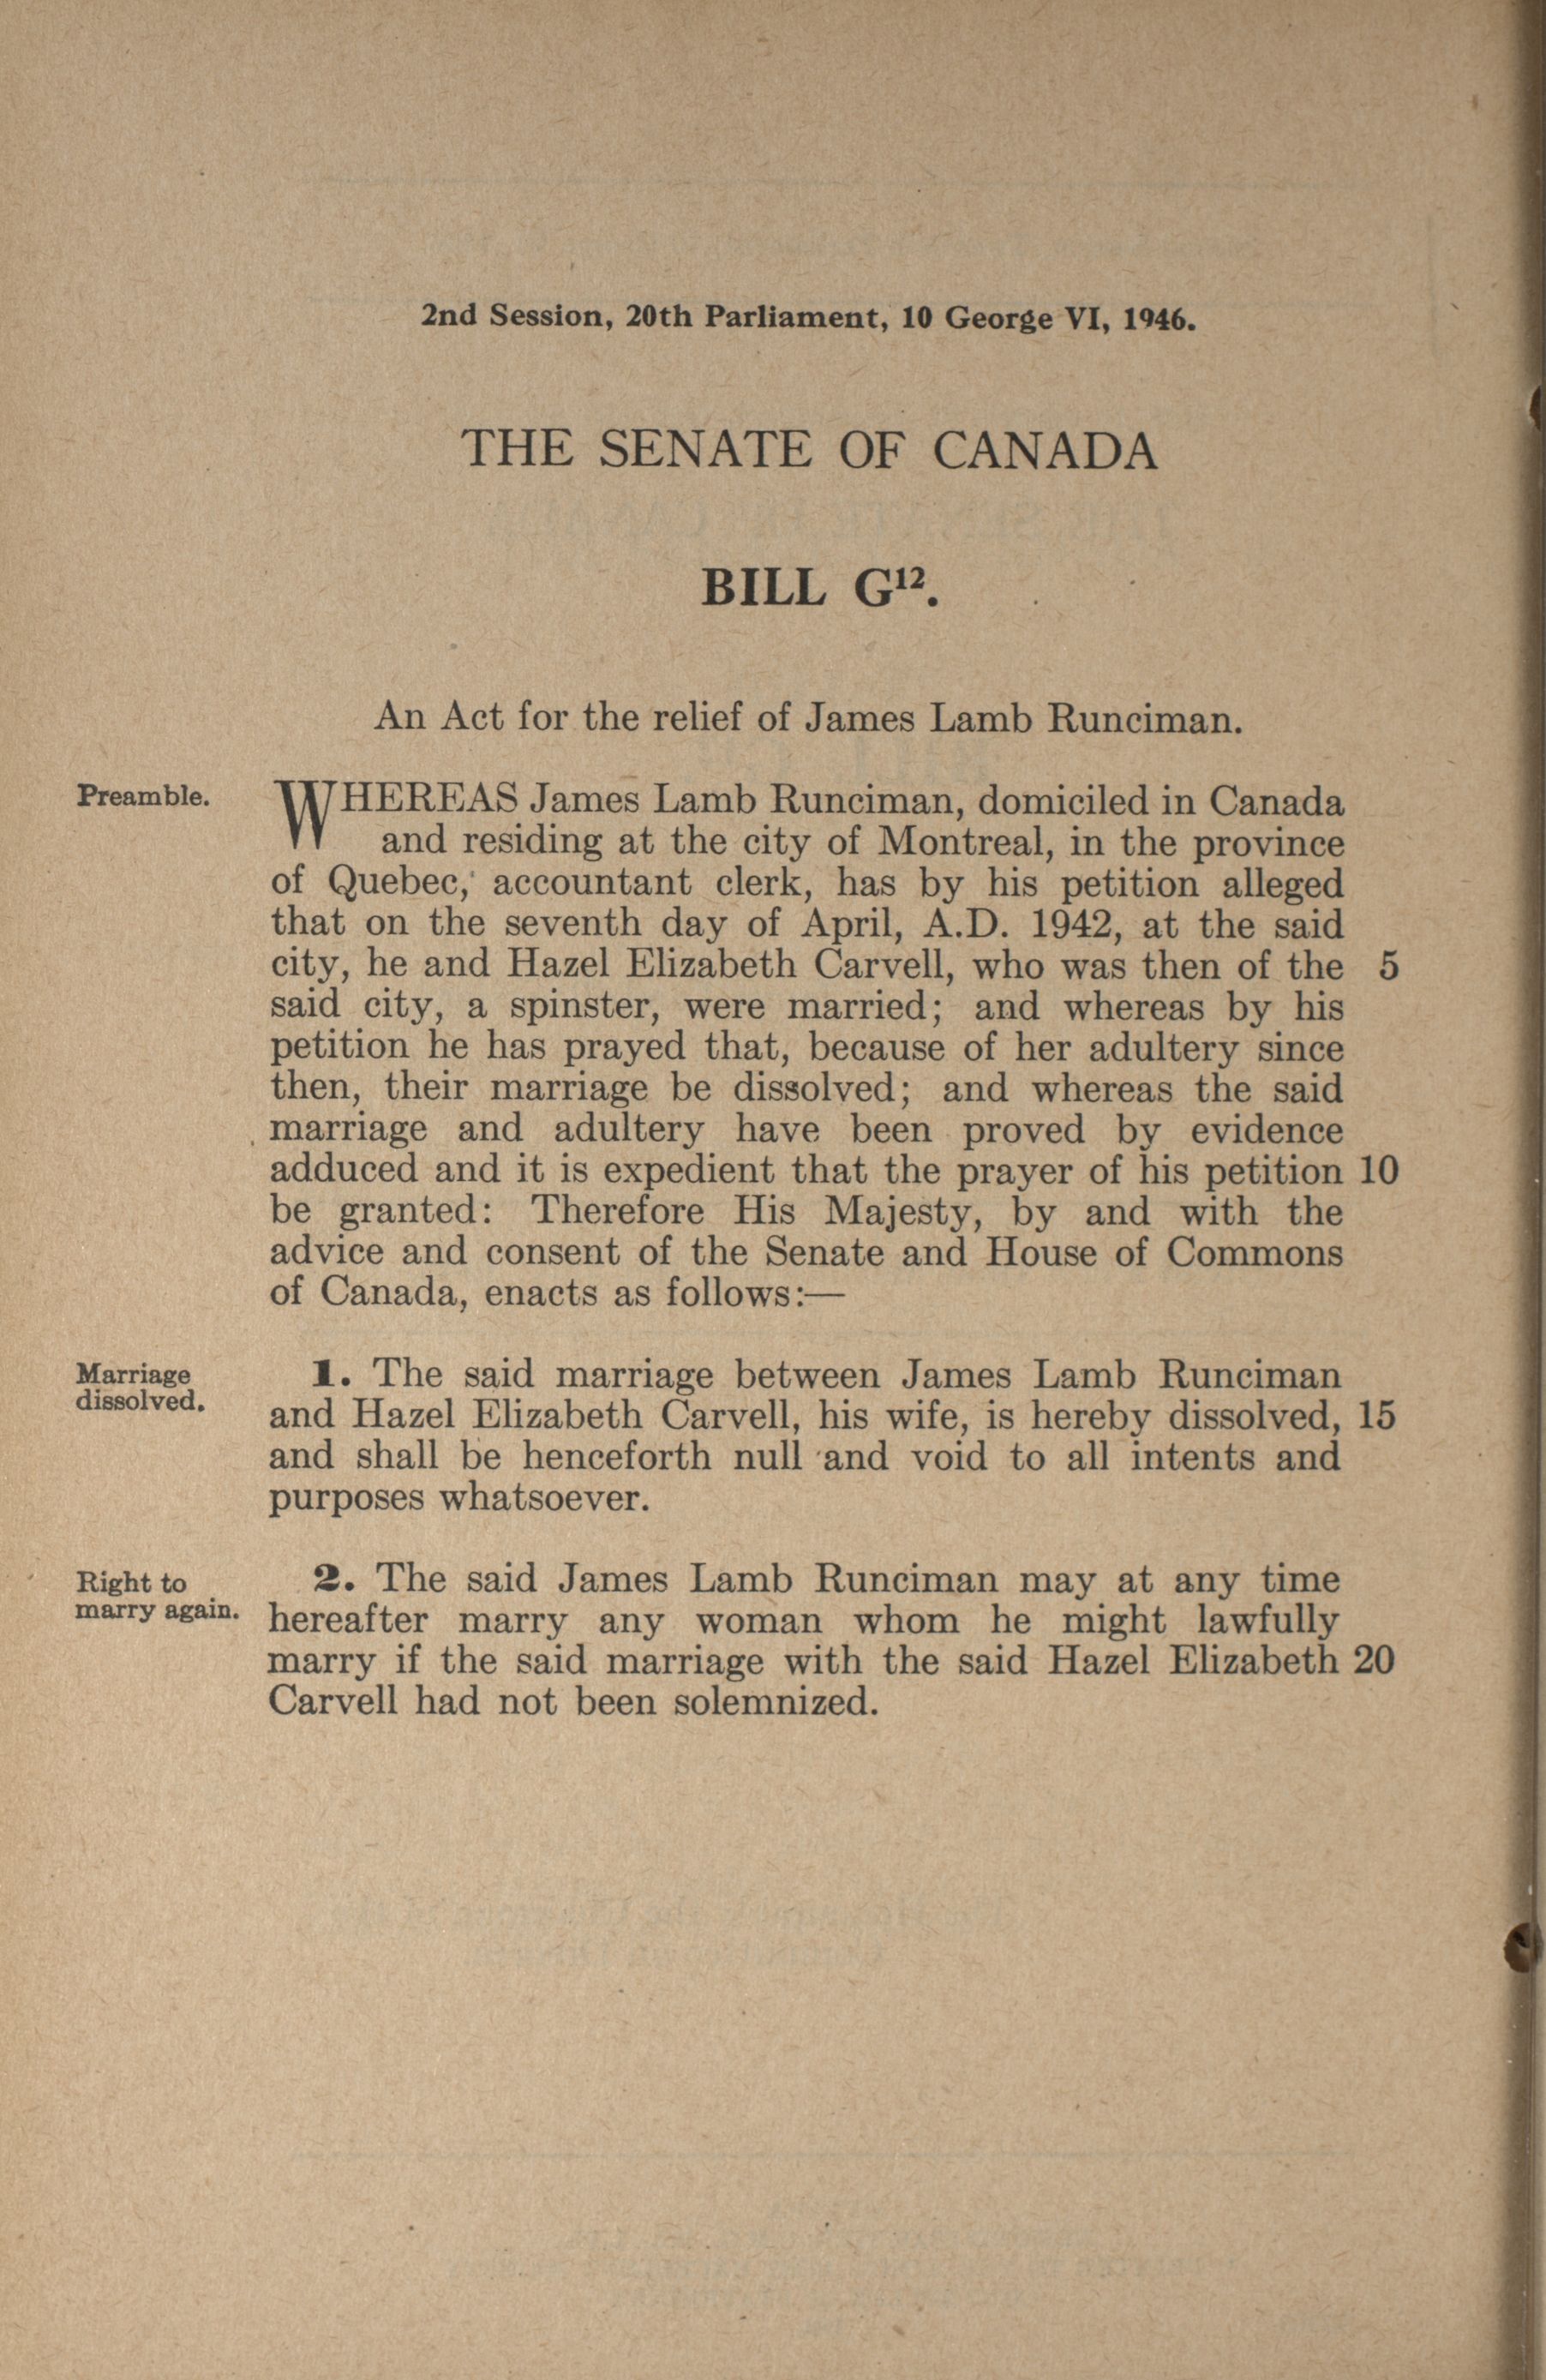 2nd Session, 20th Parliament, 10 George VI, 1946.
THE SENATE OF CANADA
BILL G¹².
An Act for the relief of James Lamb Runciman.
Preamble.
WHEREAS James Lamb Runciman, domiciled in Canada
and residing at the city of Montreal, in the province
of Quebec, accountant clerk, has by his petition alleged
that on the seventh day of April, A.D. 1942, at the said
city, he and Hazel Elizabeth Carvell, who was then of the 5
said city, a spinster, were married; and whereas by his
petition he has prayed that, because of her adultery since
then, their marriage be dissolved; and whereas the said
marriage and adultery have been proved by evidence
adduced and it is expedient that the prayer of his petition 10
be granted: Therefore His Majesty, by and with the
advice and consent of the Senate and House of Commons
of Canada, enacts as follows:—
Marriage
dissolved.
1. The said marriage between James Lamb Runciman
and Hazel Elizabeth Carvell, his wife, is hereby dissolved, 15
and shall be henceforth null and void to all intents and
purposes whatsoever.
Right to
marry again.
2. The said James Lamb Runciman may at any time
hereafter marry any woman whom he might lawfully
marry if the said marriage with the said Hazel Elizabeth 20
Carvell had not been solemnized.